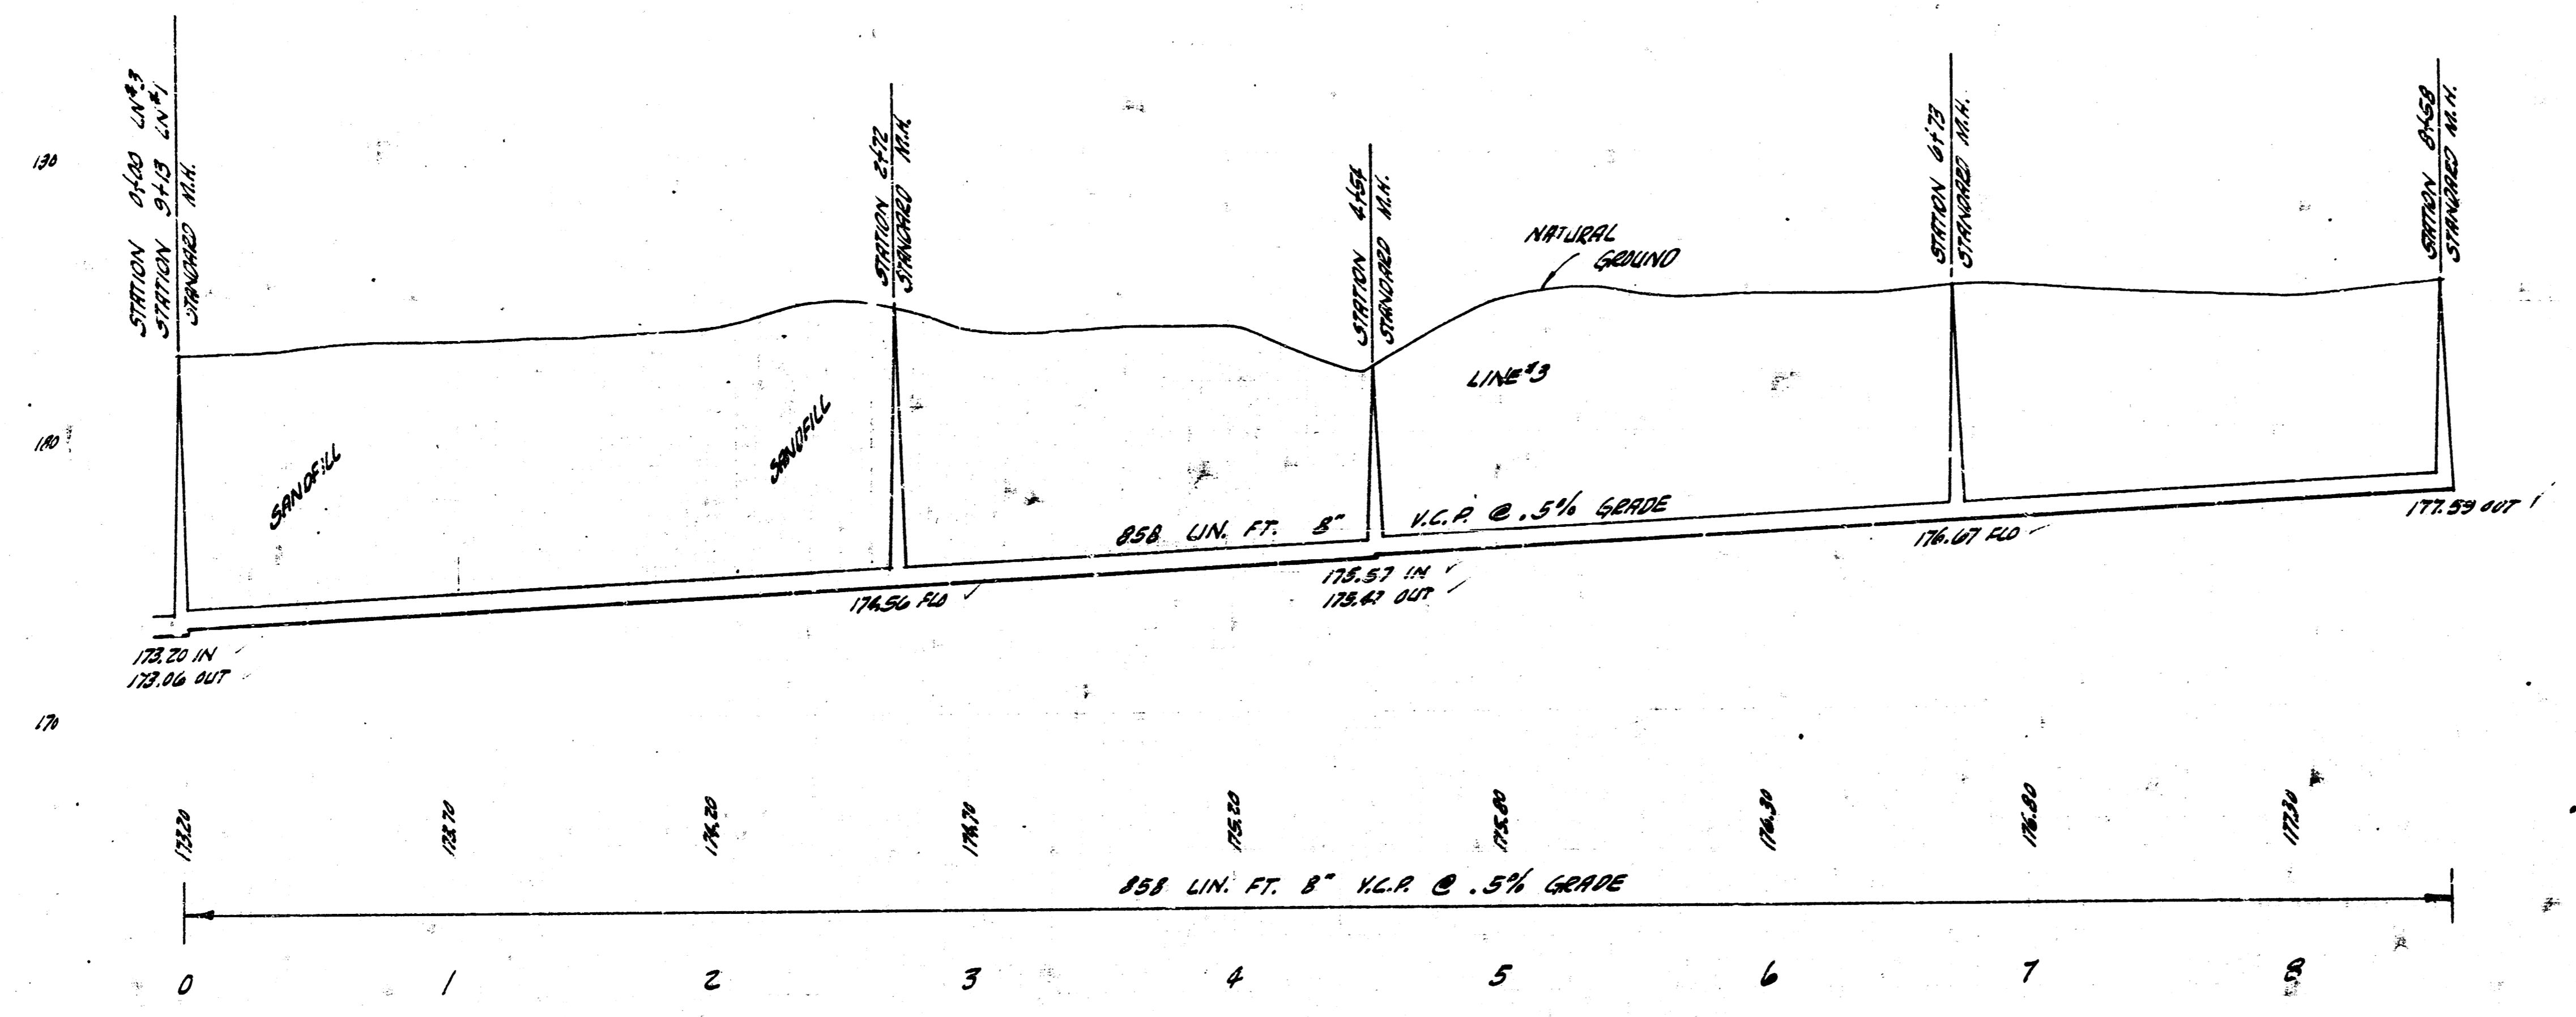 STATION 0+00 LN#3
STATION 9+13 LN#1
STANDARD M.H.
STATION 2+72
STANDARD M.H.
STATION 4+54
STANDARD M.H.
STATION 6+73
STANDARD M.H.
STATION 8+58
STANDARD M.H.
130
180
170
NATURAL
GROUND
LINE#3
SANDFILL
SANDFILL
858 LIN. FT. 8" V.C.P. @ .5% GRADE
173.20 IN
173.06 OUT
174.56 FLO
175.57 IN
175.47 OUT
176.67 FLO
177.59 OUT
173.20
173.70
174.20
174.70
175.20
175.80
176.30
176.80
177.30
858 LIN. FT. 8" V.C.P. @ .5% GRADE
0 1 2 3 4 5 6 7 8